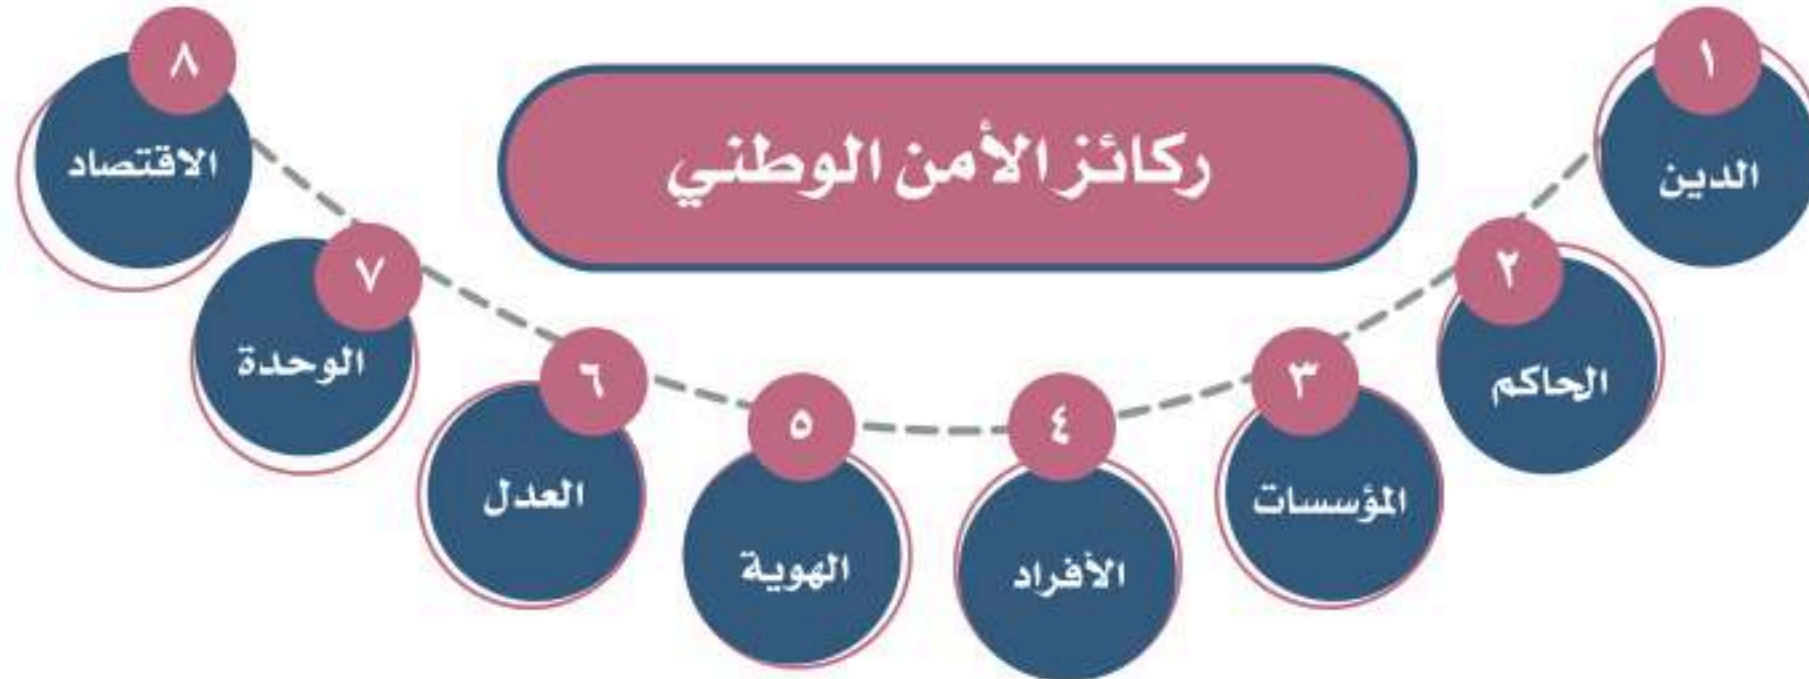 ركائز الأمن الوطني
١
الدين
٢
الحاكم
٣
المؤسسات
٤
الأفراد
٥
الهوية
٦
العدل
٧
الوحدة
٨
الاقتصاد